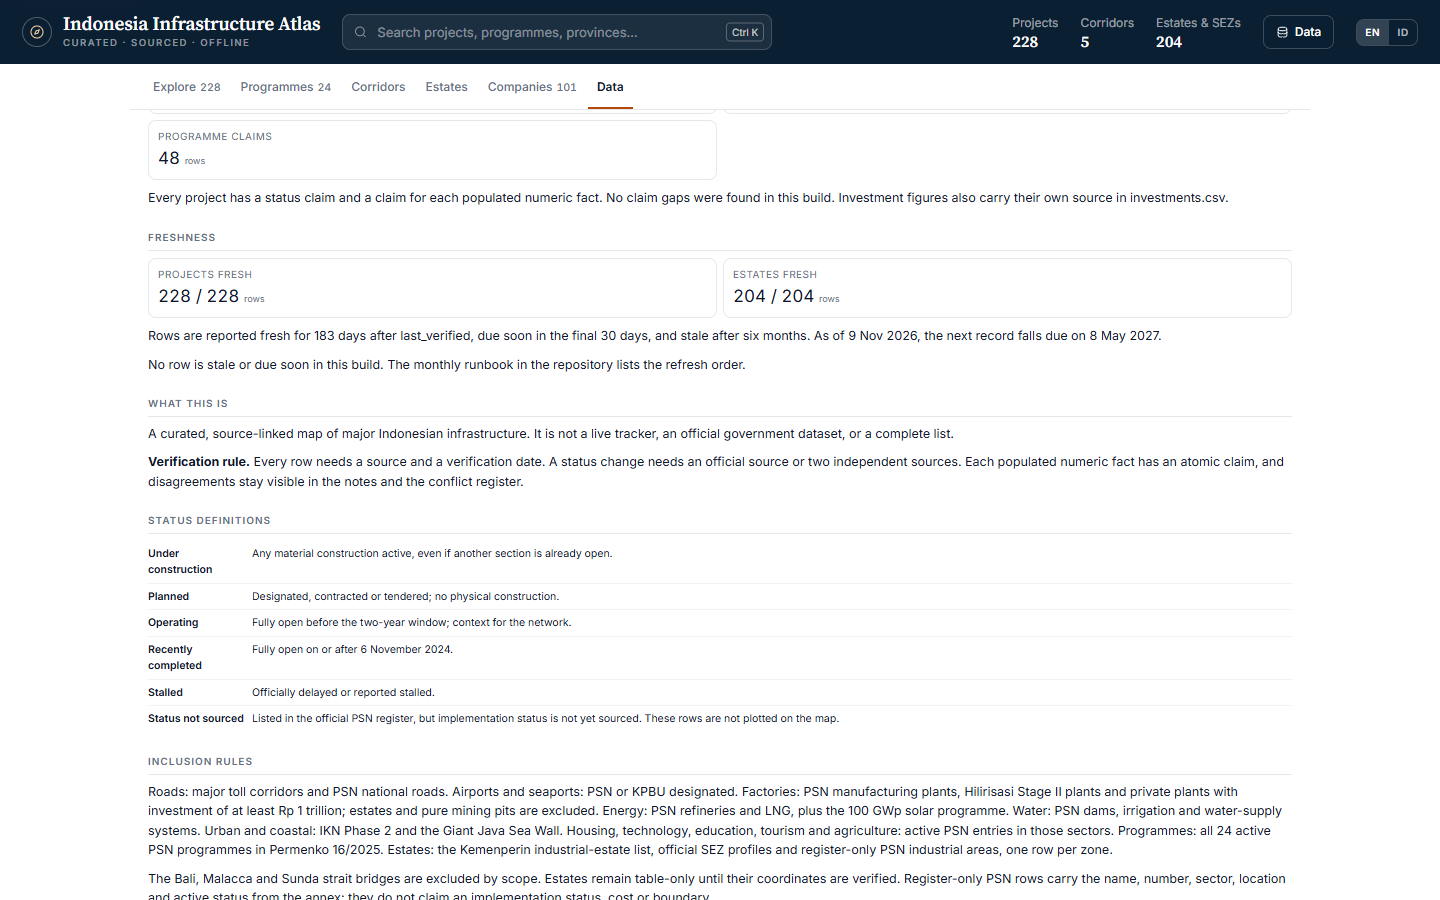 Indonesia Infrastructure Atlas
CURATED · SOURCED · OFFLINE
Search projects, programmes, provinces...
Ctrl K
Projects
228
Corridors
5
Estates & SEZs
204
Data
EN
ID
Explore 228
Programmes 24
Corridors
Estates
Companies 101
Data
PROGRAMME CLAIMS
48 rows
Every project has a status claim and a claim for each populated numeric fact. No claim gaps were found in this build. Investment figures also carry their own source in investments.csv.
FRESHNESS
PROJECTS FRESH
228 / 228 rows
ESTATES FRESH
204 / 204 rows
Rows are reported fresh for 183 days after last_verified, due soon in the final 30 days, and stale after six months. As of 9 Nov 2026, the next record falls due on 8 May 2027.
No row is stale or due soon in this build. The monthly runbook in the repository lists the refresh order.
WHAT THIS IS
A curated, source-linked map of major Indonesian infrastructure. It is not a live tracker, an official government dataset, or a complete list.
Verification rule. Every row needs a source and a verification date. A status change needs an official source or two independent sources. Each populated numeric fact has an atomic claim, and
disagreements stay visible in the notes and the conflict register.
STATUS DEFINITIONS
Under
construction
Any material construction active, even if another section is already open.
Planned
Designated, contracted or tendered; no physical construction.
Operating
Fully open before the two-year window; context for the network.
Recently
completed
Fully open on or after 6 November 2024.
Stalled
Officially delayed or reported stalled.
Status not sourced
Listed in the official PSN register, but implementation status is not yet sourced. These rows are not plotted on the map.
INCLUSION RULES
Roads: major toll corridors and PSN national roads. Airports and seaports: PSN or KPBU designated. Factories: PSN manufacturing plants, Hilirisasi Stage II plants and private plants with
investment of at least Rp 1 trillion; estates and pure mining pits are excluded. Energy: PSN refineries and LNG, plus the 100 GWp solar programme. Water: PSN dams, irrigation and water-supply
systems. Urban and coastal: IKN Phase 2 and the Giant Java Sea Wall. Housing, technology, education, tourism and agriculture: active PSN entries in those sectors. Programmes: all 24 active
PSN programmes in Permenko 16/2025. Estates: the Kemenperin industrial-estate list, official SEZ profiles and register-only PSN industrial areas, one row per zone.
The Bali, Malacca and Sunda strait bridges are excluded by scope. Estates remain table-only until their coordinates are verified. Register-only PSN rows carry the name, number, sector, location
and active status from the annex; they do not claim an implementation status, cost or boundary.